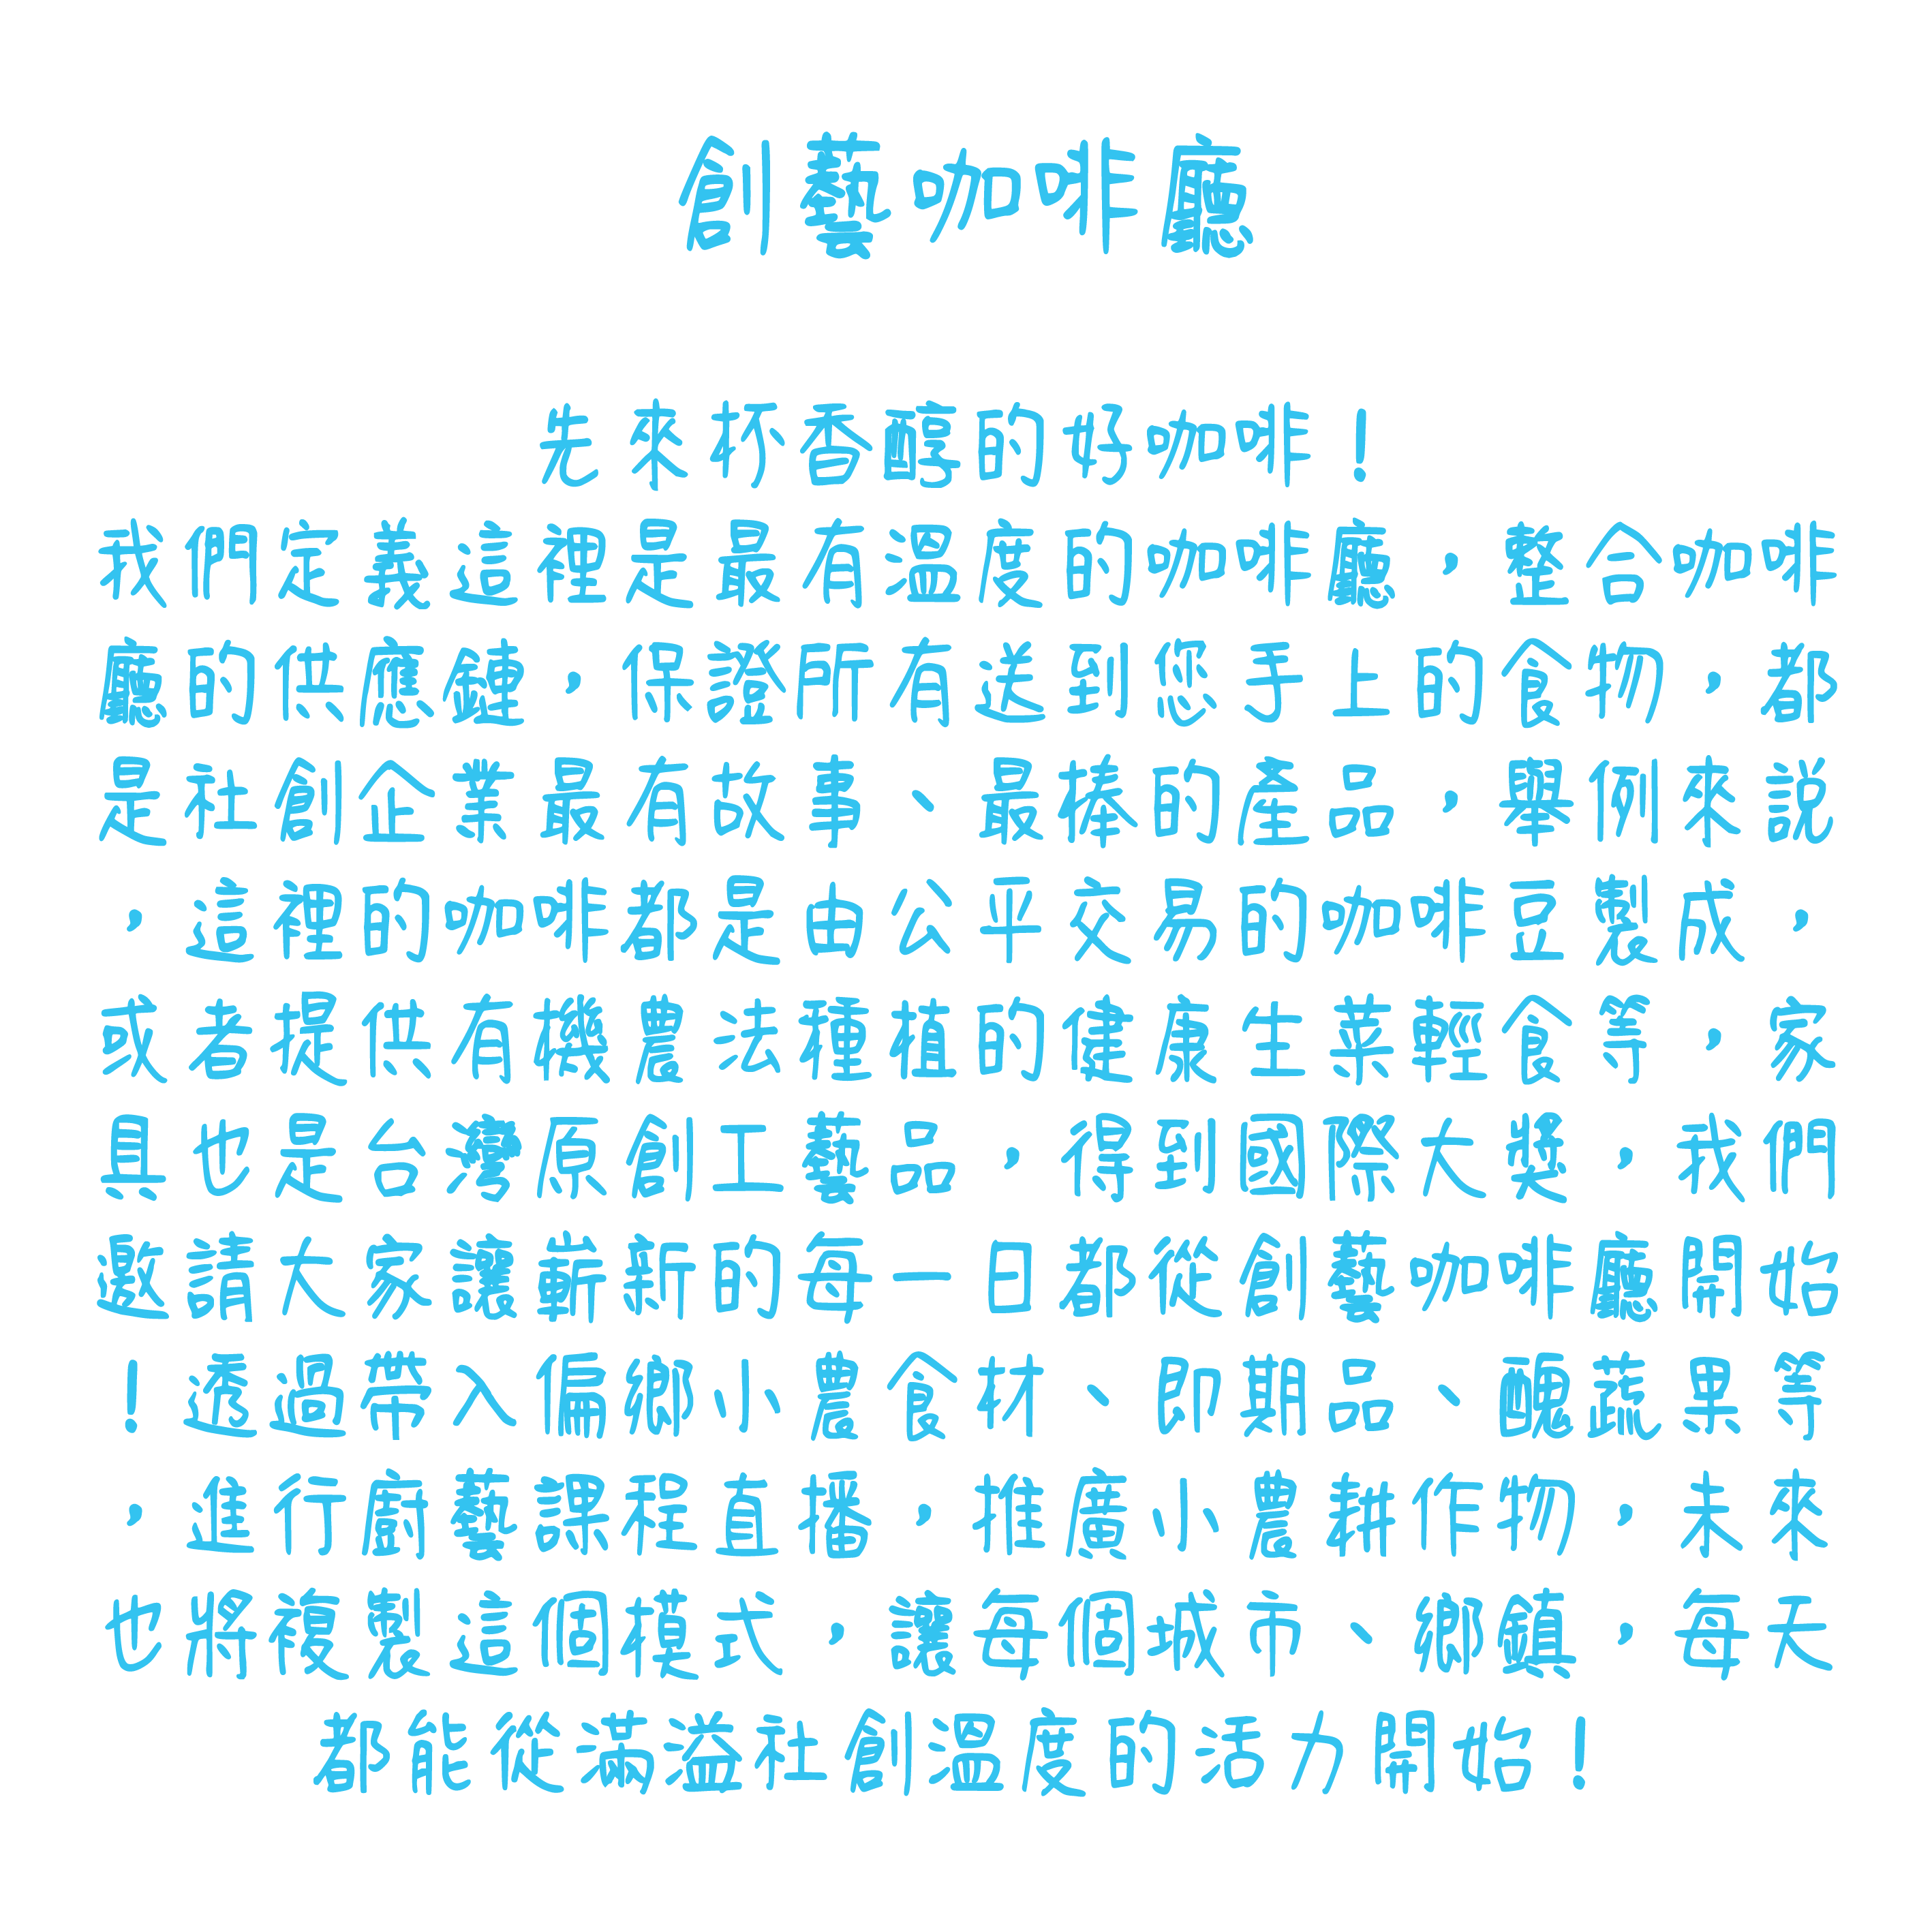 創藝咖啡廳
先來杯香醇的好咖啡！
我們定義這裡是最有溫度的咖啡廳，整合咖啡
廳的供應鏈，保證所有送到您手上的食物，都
是社創企業最有故事、最棒的產品，舉例來說
，這裡的咖啡都是由公平交易的咖啡豆製成，
或者提供有機農法種植的健康生菜輕食等，家
具也是台灣原創工藝品，得到國際大獎，我們
邀請大家讓嶄新的每一日都從創藝咖啡廳開始
！透過帶入偏鄉小農食材、即期品、醜蔬果等
，進行廚藝課程直播，推廣小農耕作物，未來
也將複製這個模式，讓每個城市、鄉鎮，每天
都能從滿溢社創溫度的活力開始！